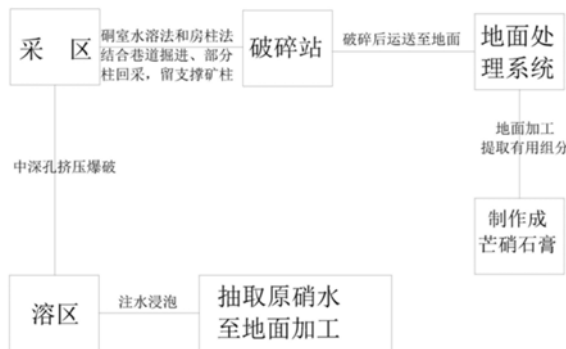 采 区
硐室水溶法和房柱法
结合巷道掘进、部分
柱回采，留支撑矿柱
破碎站
破碎后运送至地面
地面处
理系统
地面加工
提取有用组分
制作成
芒硝石膏
中深孔挤压爆破
溶区
注水浸泡
抽取原硝水
至地面加工